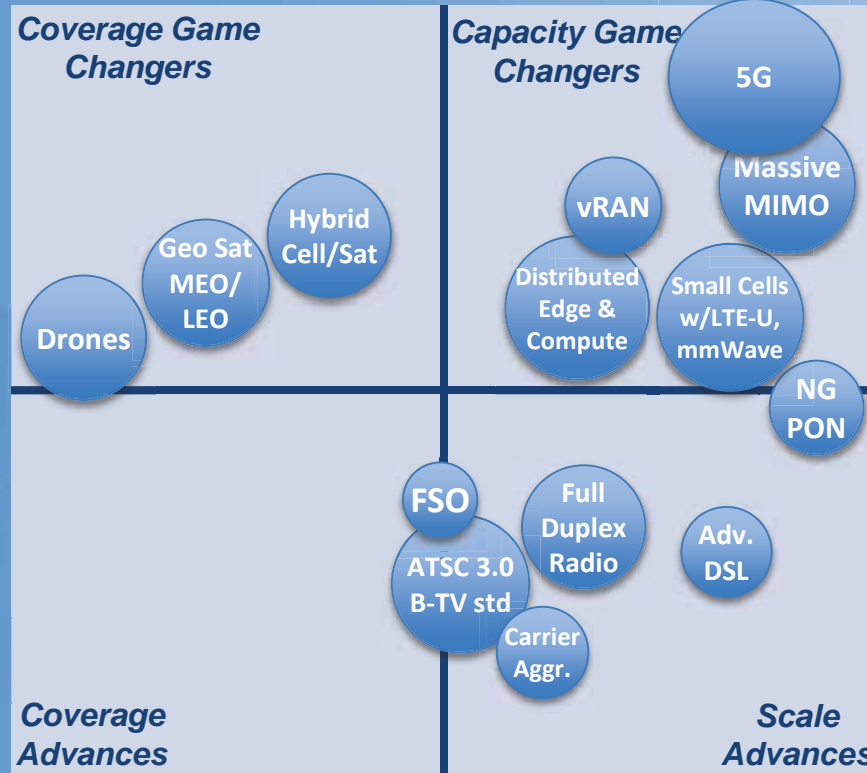 Coverage Game
Changers
Capacity Game
Changers
5G
Massive
MIMO
vRAN
Hybrid
Cell/Sat
Geo Sat
MEO/
LEO
Drones
Distributed
Edge &
Compute
Small Cells
w/LTE-U,
mmWave
NG
PON
FSO
Full
Duplex
Radio
Adv.
DSL
ATSC 3.0
B-TV std
Carrier
Aggr.
Coverage
Advances
Scale
Advances